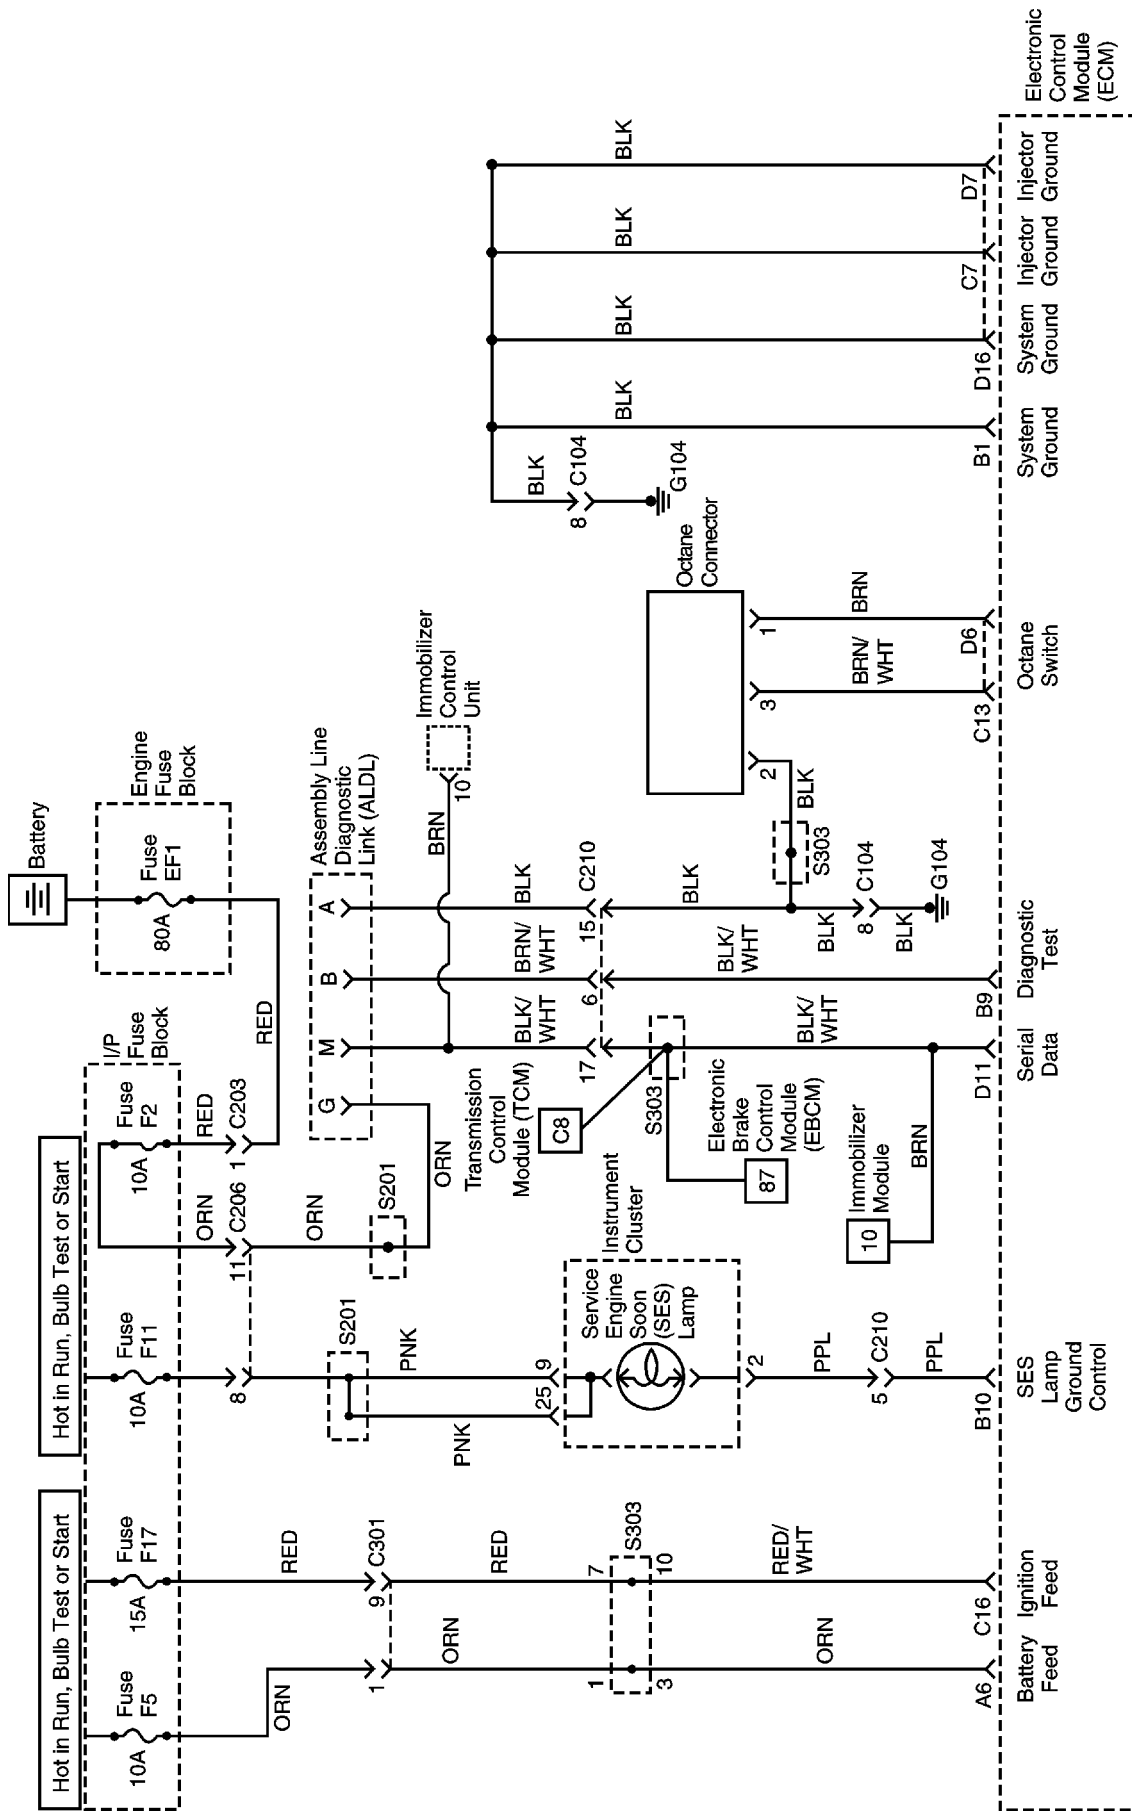 Hot in Run, Bulb Test or Start
Hot in Run, Bulb Test or Start
Battery
I/P
Fuse
Block
Engine
Fuse
Block
Fuse
F5
10A
Fuse
F17
15A
Fuse
F11
10A
Fuse
F2
10A
Fuse
EF1
80A
RED
ORN
RED
1
9
C301
8
11
C206
ORN
ORN
1
C203
RED
S201
S201
PNK
PNK
ORN
Assembly Line
Diagnostic
Link (ALDL)
G
M
B
A
Immobilizer
Control
Unit
10
BRN
ORN
RED
BLK/
WHT
BRN/
WHT
BLK
17
6
15
C210
Transmission
Control
Module (TCM)
C8
S303
Electronic
Brake
Control
Module
(EBCM)
87
Immobilizer
Module
10
BRN
Instrument
Cluster
25
9
Service
Engine
Soon
(SES)
Lamp
2
PPL
5
C210
PPL
1
7
S303
3
10
ORN
RED/
WHT
BLK/
WHT
BLK/
WHT
BLK
S303
BLK
BLK
8
C104
BLK
G104
Octane
Connector
2
3
1
BRN/
WHT
BRN
BLK
8
C104
G104
BLK
BLK
BLK
BLK
A6
C16
B10
D11
B9
C13
D6
B1
D16
C7
D7
Battery
Feed
Ignition
Feed
SES
Lamp
Ground
Control
Serial
Data
Diagnostic
Test
Octane
Switch
System
Ground
System
Ground
Injector
Ground
Injector
Ground
Electronic
Control
Module
(ECM)